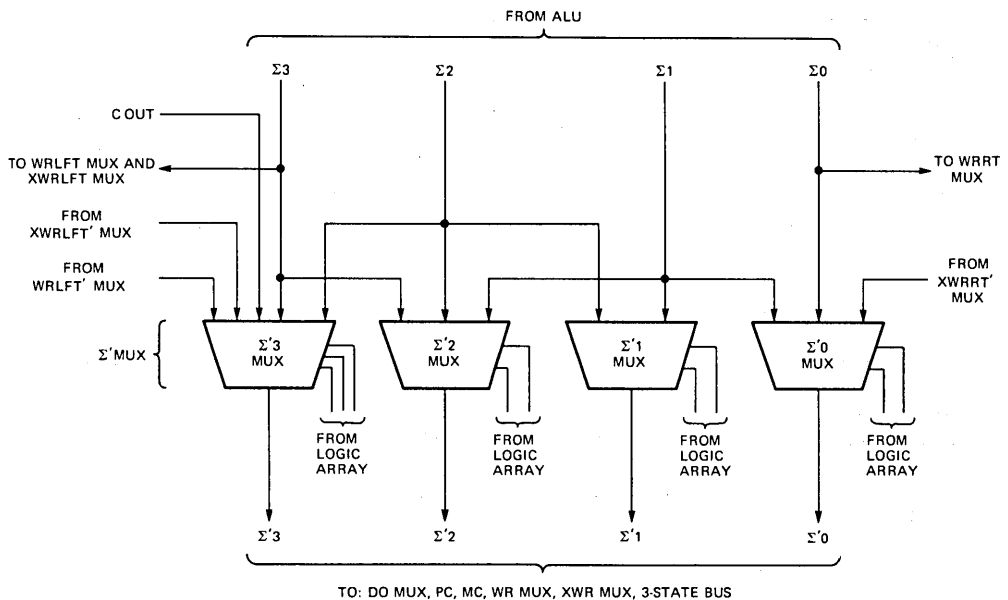 FROM ALU
Σ3
Σ2
Σ1
Σ0
C OUT
TO WRLFT MUX AND
XWRLFT MUX
TO WRRT
MUX
FROM
XWRLFT' MUX
FROM
WRLFT' MUX
FROM
XWRRT'
MUX
Σ'MUX
Σ'3
MUX
Σ'2
MUX
Σ'1
MUX
Σ'0
MUX
FROM
LOGIC
ARRAY
FROM
LOGIC
ARRAY
FROM
LOGIC
ARRAY
FROM
LOGIC
ARRAY
Σ'3
Σ'2
Σ'1
Σ'0
TO: DO MUX, PC, MC, WR MUX, XWR MUX, 3-STATE BUS